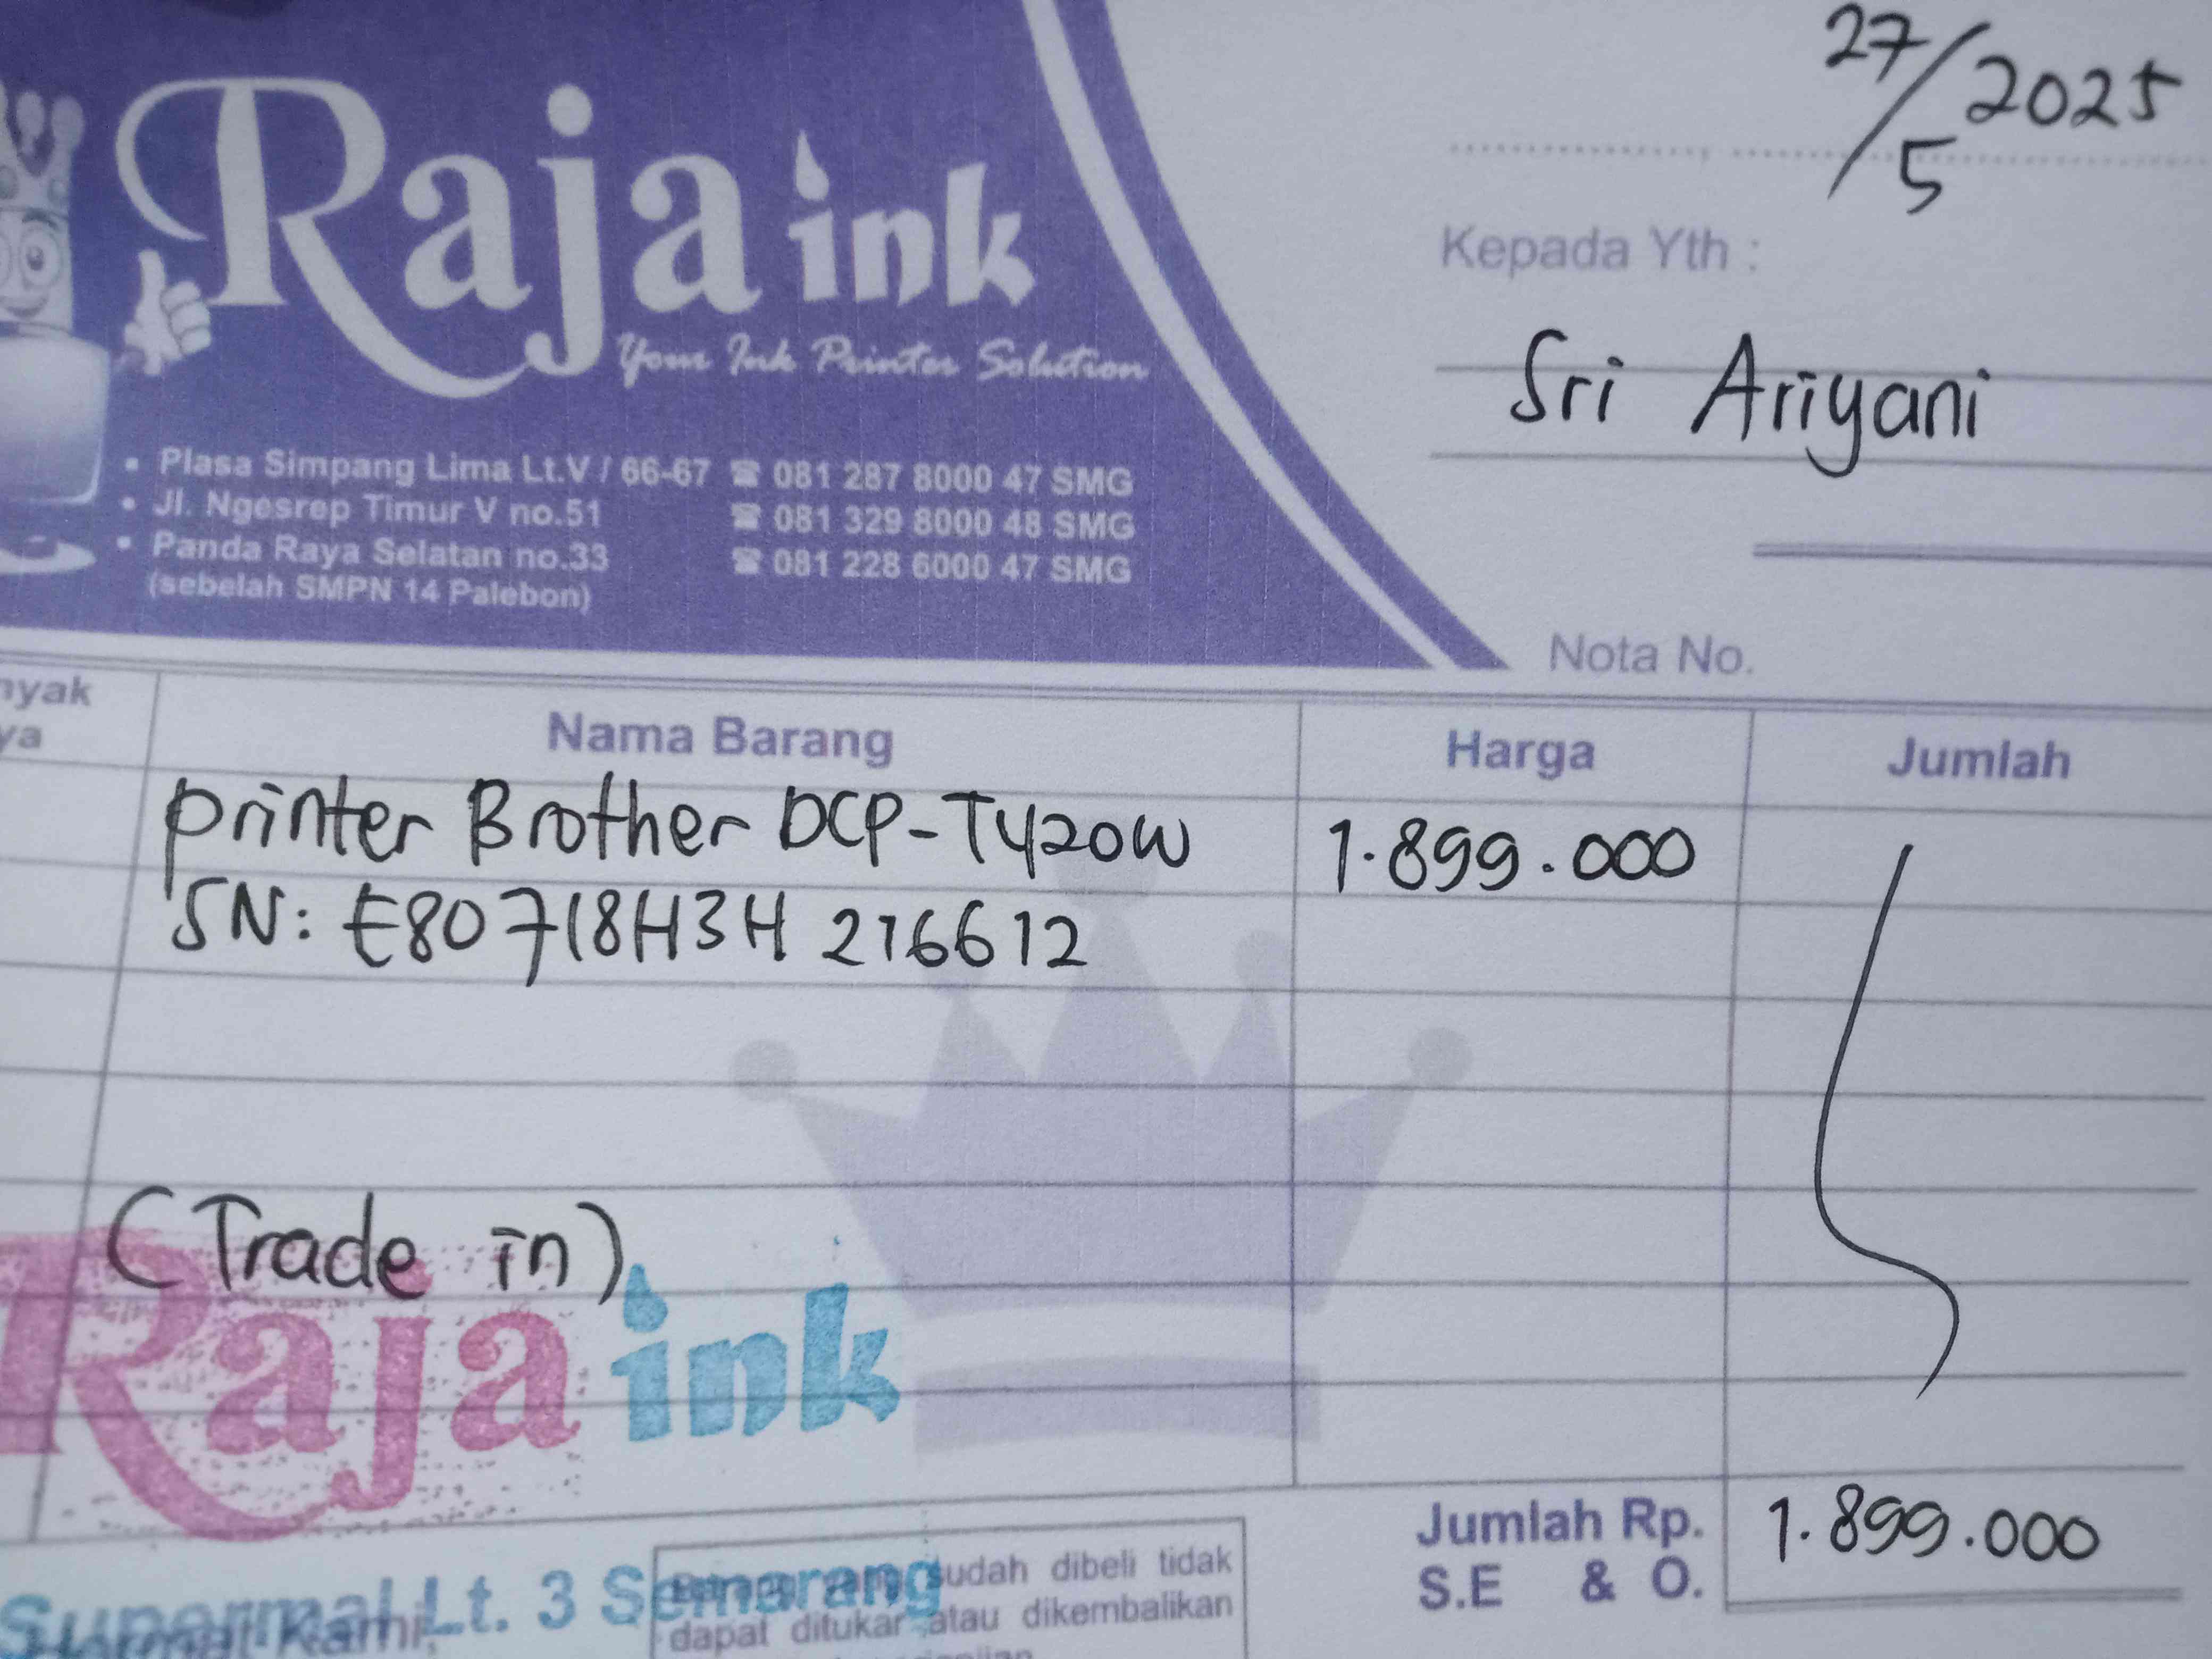 27/5 2025
Raja ink
Your Ink Printer Solution
• Plasa Simpang Lima Lt.V / 66-67 ☎ 081 287 8000 47 SMG
• Jl. Ngesrep Timur V no.51 ☎ 081 329 8000 48 SMG
• Panda Raya Selatan no.33 ☎ 081 228 6000 47 SMG
(sebelah SMPN 14 Palebon)
Kepada Yth :
Sri Ariyani
Nota No.
Nama Barang Harga Jumlah
Printer Brother DCP-T420W 1.899.000
SN: E80718H3H216612
(Trade in)
Raja ink
Supermal Lt. 3 Semarang
Hormat Kami,
sudah dibeli tidak
dapat ditukar atau dikembalikan
Jumlah Rp. 1.899.000
S.E & O.